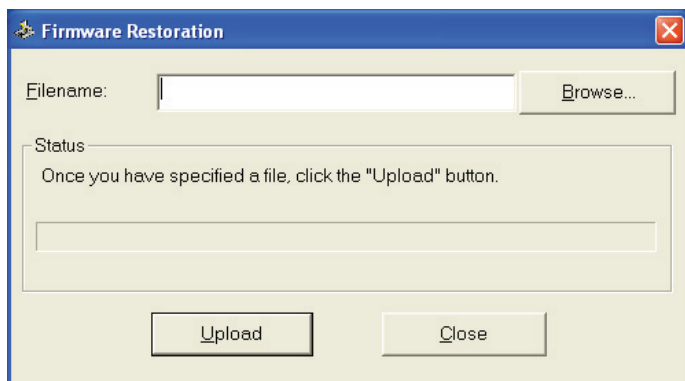 Firmware Restoration
Filename:
Browse...
Status
Once you have specified a file, click the "Upload" button.
Upload
Close